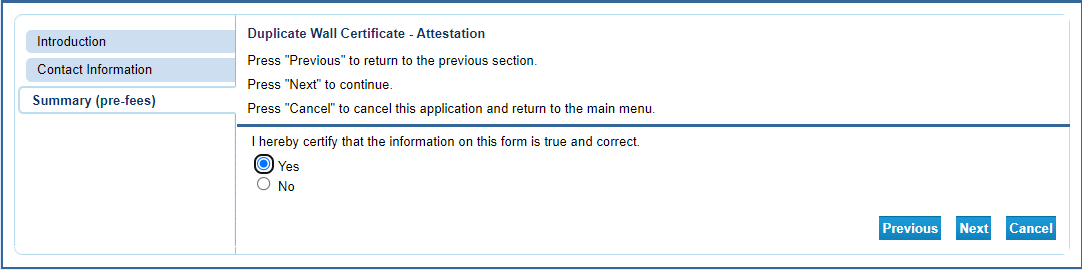 Introduction
Contact Information
Summary (pre-fees)
Duplicate Wall Certificate - Attestation
Press "Previous" to return to the previous section.
Press "Next" to continue.
Press "Cancel" to cancel this application and return to the main menu.
I hereby certify that the information on this form is true and correct.
Yes
No
Previous Next Cancel